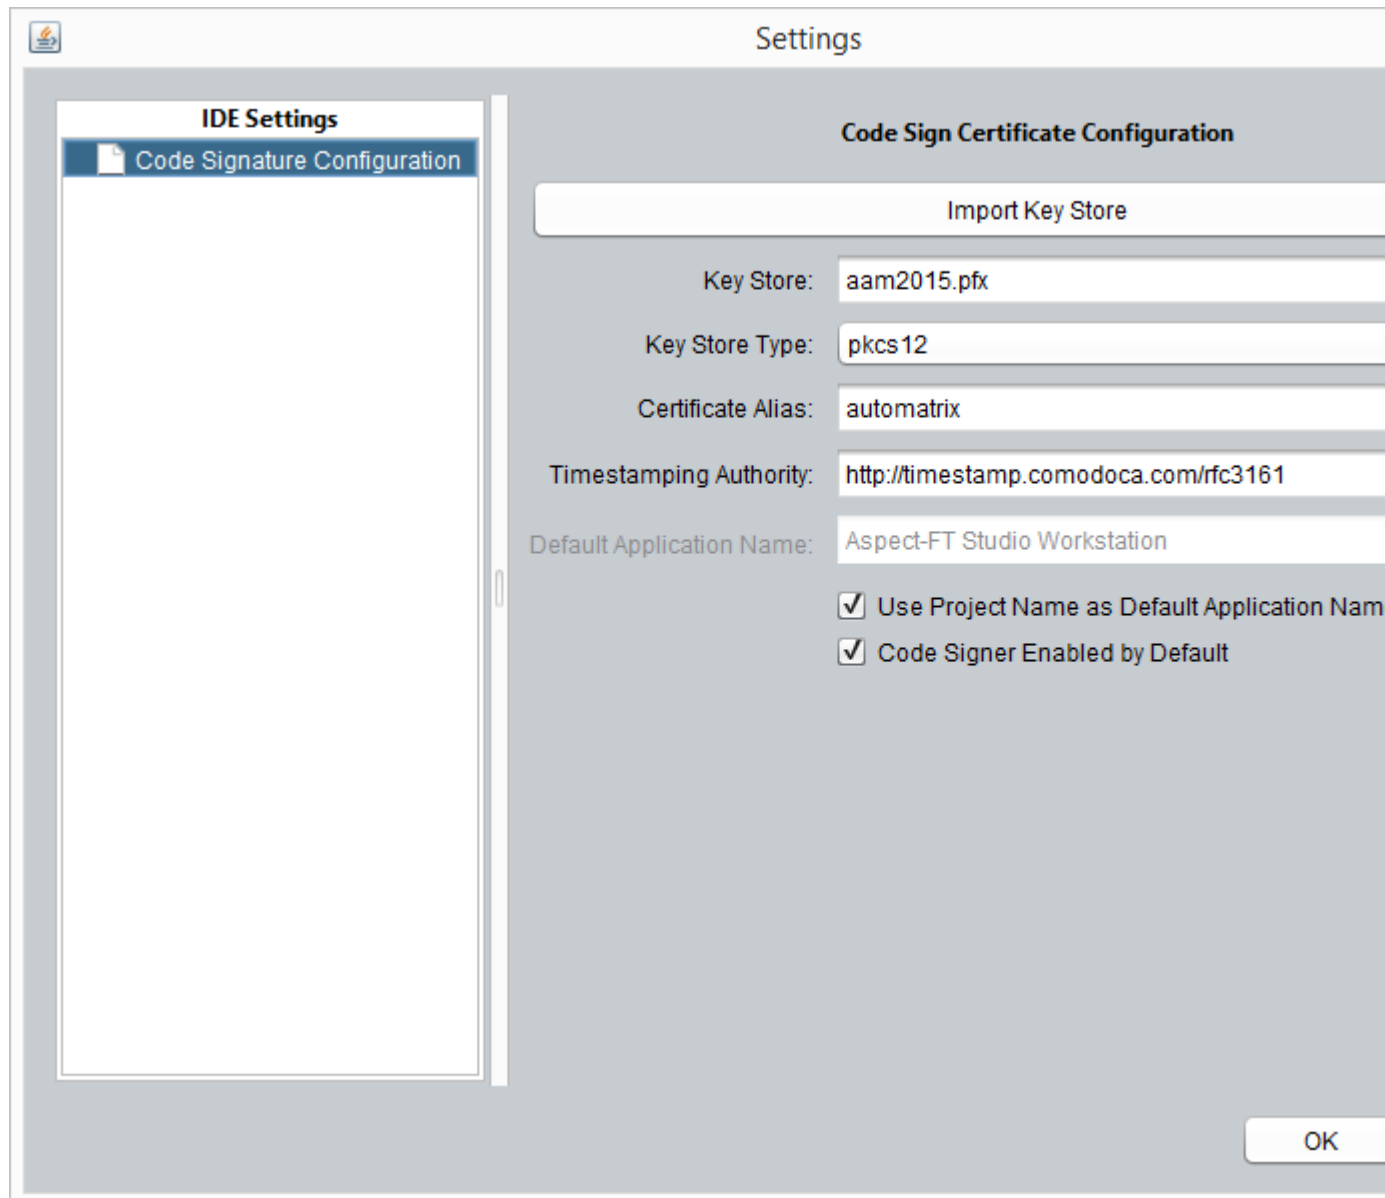 Settings
IDE Settings
Code Signature Configuration
Code Sign Certificate Configuration
Import Key Store
Key Store: aam2015.pfx
Key Store Type: pkcs12
Certificate Alias: automatrix
Timestamping Authority: http://timestamp.comodoca.com/rfc3161
Default Application Name: Aspect-FT Studio Workstation
Use Project Name as Default Application Nam
Code Signer Enabled by Default
OK